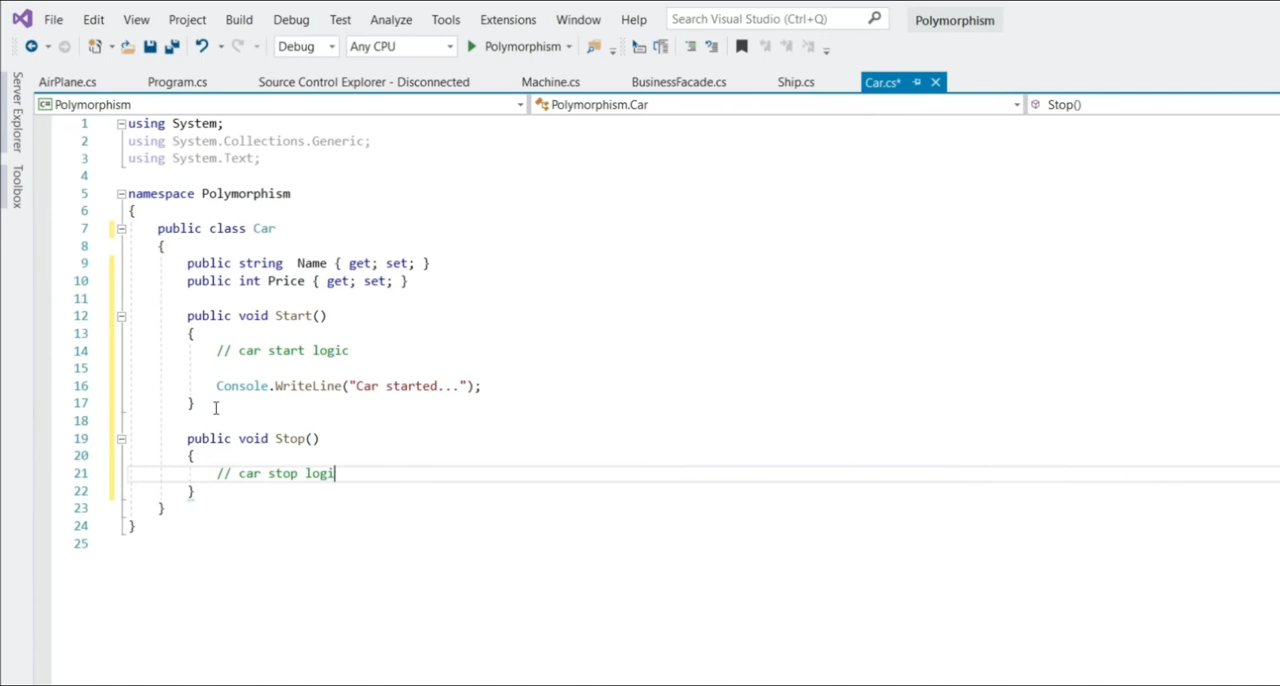 File Edit View Project Build Debug Test Analyze Tools Extensions Window Help Search Visual Studio (Ctrl+Q) Polymorphism
Debug Any CPU Polymorphism
AirPlane.cs Program.cs Source Control Explorer - Disconnected Machine.cs BusinessFacade.cs Ship.cs Car.cs*
Server Explorer
Toolbox
C# Polymorphism Polymorphism.Car Stop()
1 using System;
2 using System.Collections.Generic;
3 using System.Text;
4
5 namespace Polymorphism
6 {
7 public class Car
8 {
9 public string  Name { get; set; }
10 public int Price { get; set; }
11
12 public void Start()
13 {
14 // car start logic
15
16 Console.WriteLine("Car started...");
17 }
18
19 public void Stop()
20 {
21 // car stop logi
22 }
23 }
24 }
25